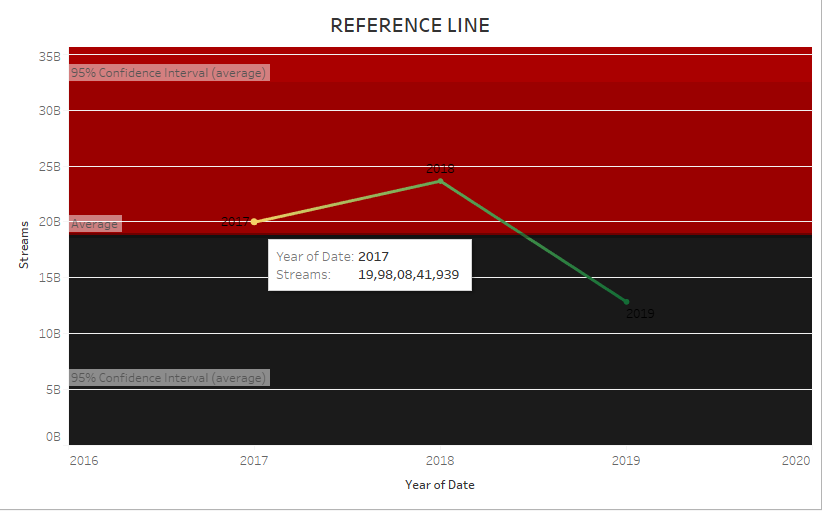 REFERENCE LINE
35B
95% Confidence Interval (average)
30B
25B
2018
20B
Average
2017
Streams
Year of Date: 2017
Streams: 19,98,08,41,939
15B
2019
10B
95% Confidence Interval (average)
5B
0B
2016 2017 2018 2019 2020
Year of Date